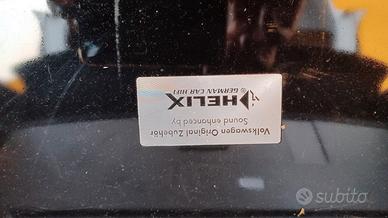 Volkswagen Original Zubehör
Sound enhanced by
HELIX
® GERMAN CAR HIFI
subito